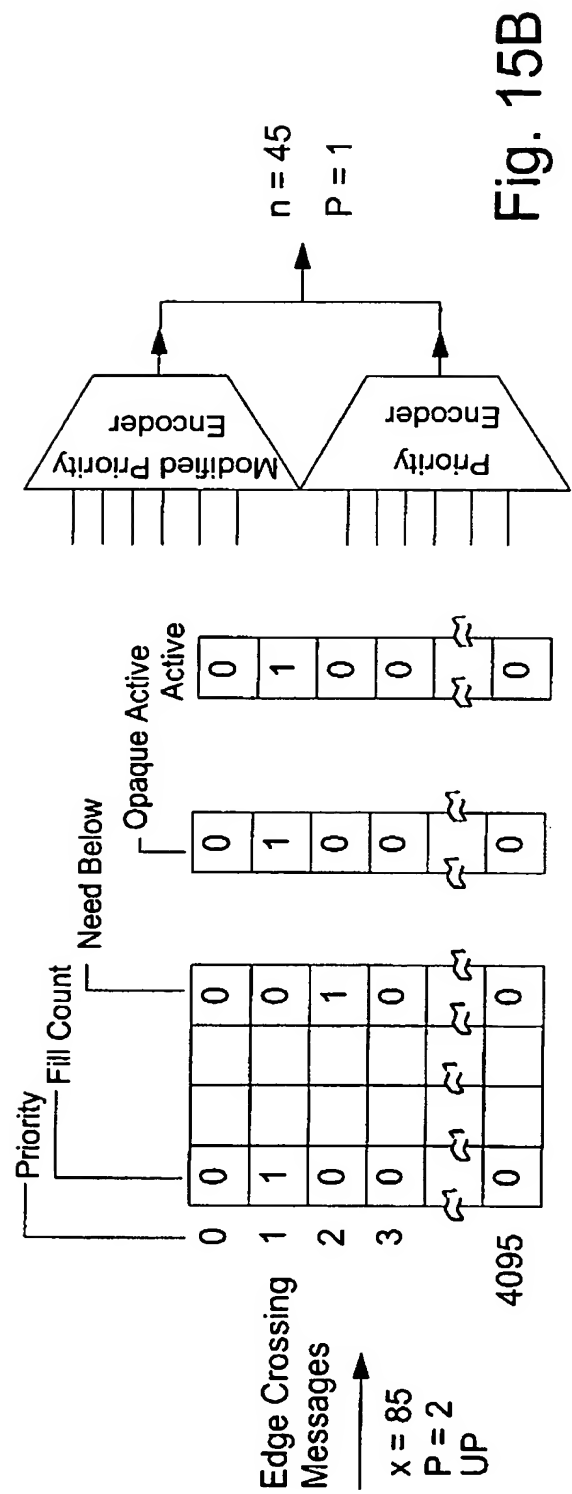 Priority
Fill Count
Need Below
Opaque Active
Active
Edge Crossing
Messages
x = 85
P = 2
UP
0 0 0 0 0
1 1 0 1 1
2 0 1 0 0
3 0 0 0 0
4095 0 0 0 0
Modified Priority
Encoder
Priority
Encoder
n = 45
P = 1
Fig. 15B